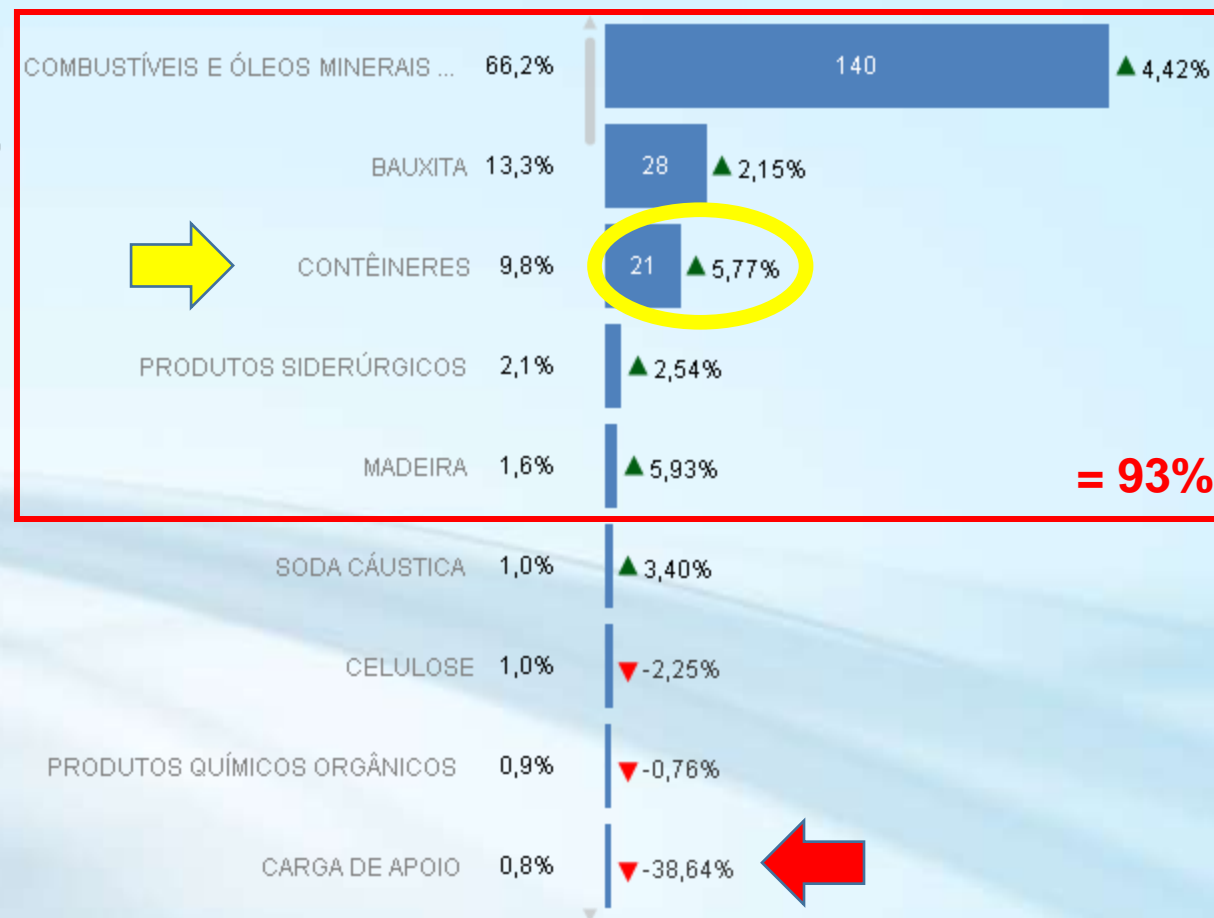 COMBUSTÍVEIS E ÓLEOS MINERAIS ... 66,2% 140 ▲ 4,42%
BAUXITA 13,3% 28 ▲ 2,15%
CONTÊINERES 9,8% 21 ▲ 5,77%
PRODUTOS SIDERÚRGICOS 2,1% ▲ 2,54%
MADEIRA 1,6% ▲ 5,93% = 93%
SODA CÁUSTICA 1,0% ▲ 3,40%
CELULOSE 1,0% ▼ -2,25%
PRODUTOS QUÍMICOS ORGÂNICOS 0,9% ▼ -0,76%
CARGA DE APOIO 0,8% ▼ -38,64%